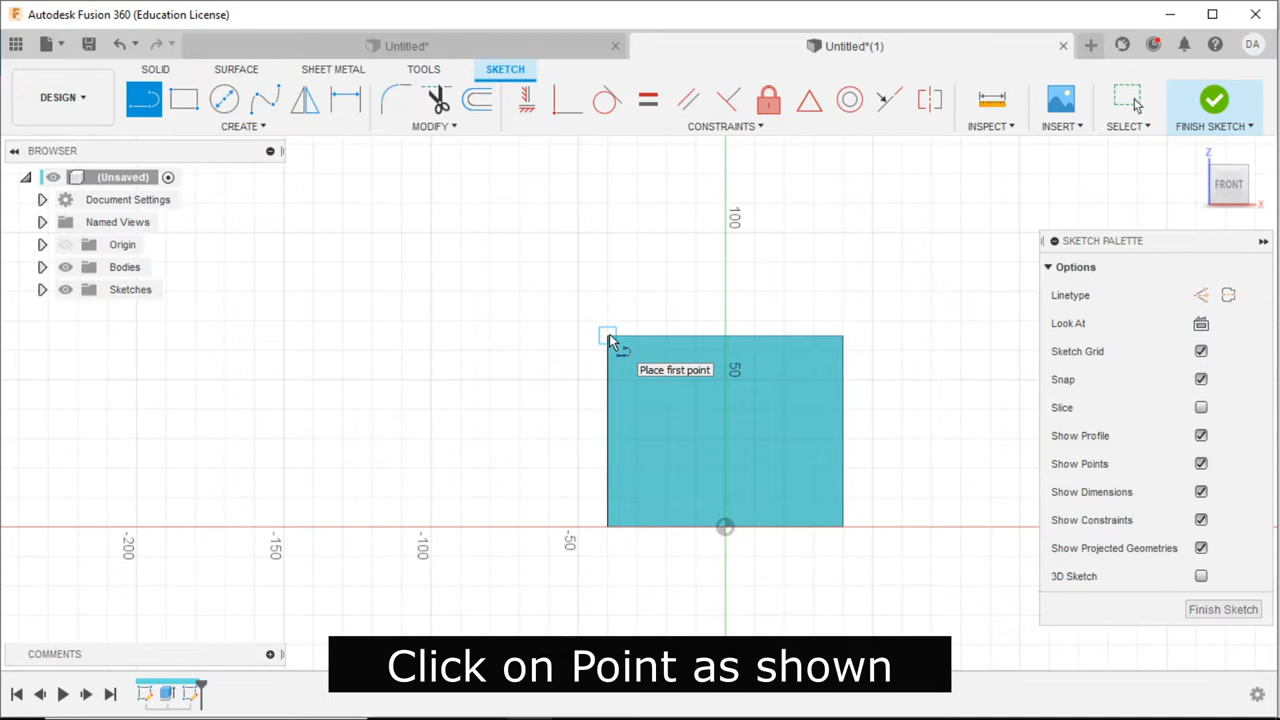 Autodesk Fusion 360 (Education License)
Untitled*
Untitled*(1)
DA
SOLID
SURFACE
SHEET METAL
TOOLS
SKETCH
DESIGN
CREATE
MODIFY
CONSTRAINTS
INSPECT
INSERT
SELECT
FINISH SKETCH
BROWSER
(Unsaved)
Document Settings
Named Views
Origin
Bodies
Sketches
Z
FRONT
X
100
50
-50
-100
-150
-200
Place first point
SKETCH PALETTE
Options
Linetype
Look At
Sketch Grid
Snap
Slice
Show Profile
Show Points
Show Dimensions
Show Constraints
Show Projected Geometries
3D Sketch
Finish Sketch
COMMENTS
Click on Point as shown